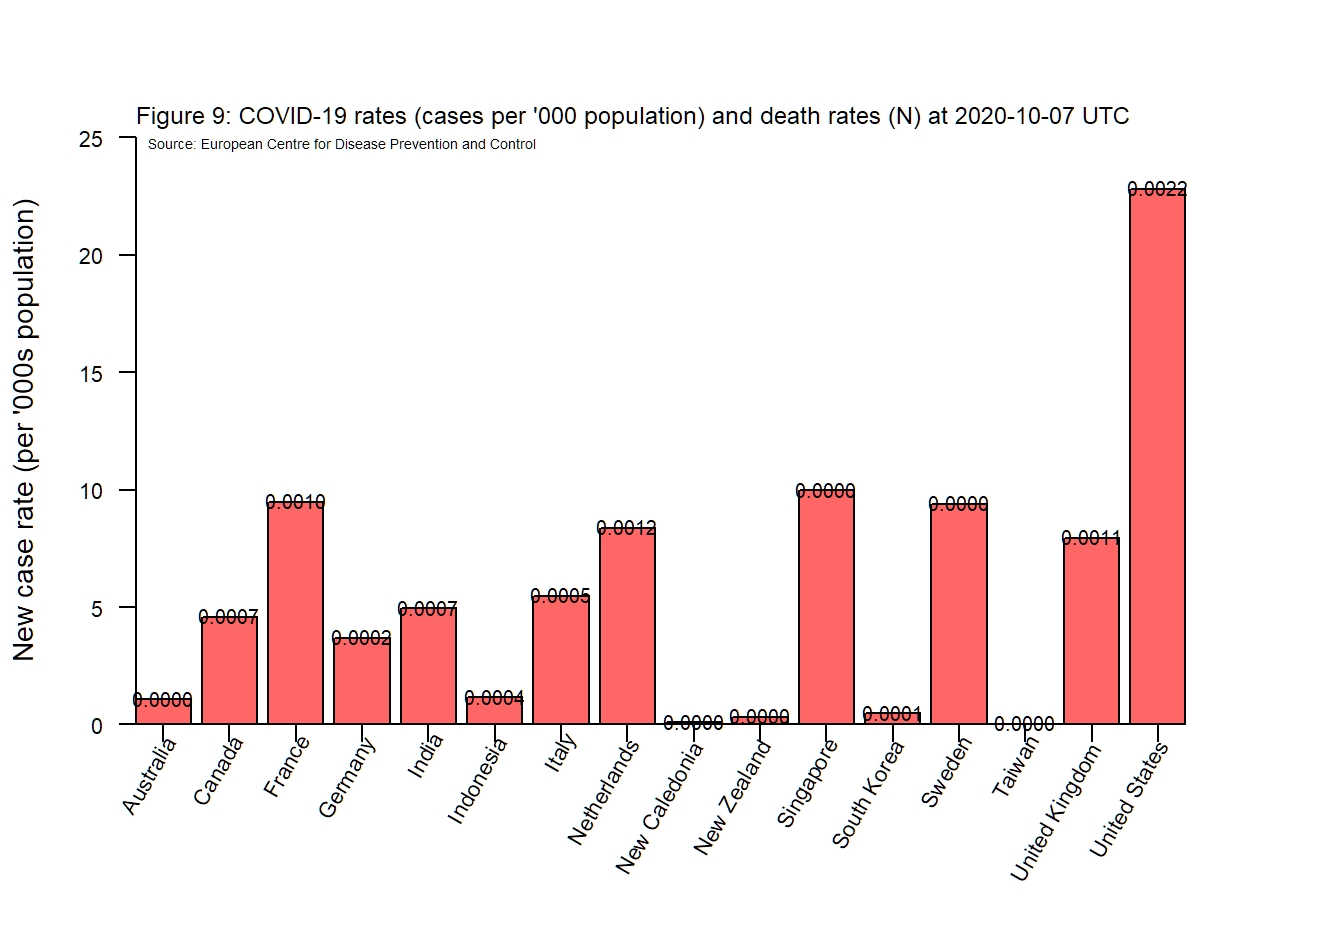 Figure 9: COVID-19 rates (cases per '000 population) and death rates (N) at 2020-10-07 UTC
Source: European Centre for Disease Prevention and Control
New case rate (per '000s population)
25
20
15
10
5
0
0.0000
0.0007
0.0010
0.0002
0.0007
0.0004
0.0005
0.0012
0.0000
0.0000
0.0000
0.0001
0.0000
0.0000
0.0011
0.0022
Australia
Canada
France
Germany
India
Indonesia
Italy
Netherlands
New Caledonia
New Zealand
Singapore
South Korea
Sweden
Taiwan
United Kingdom
United States